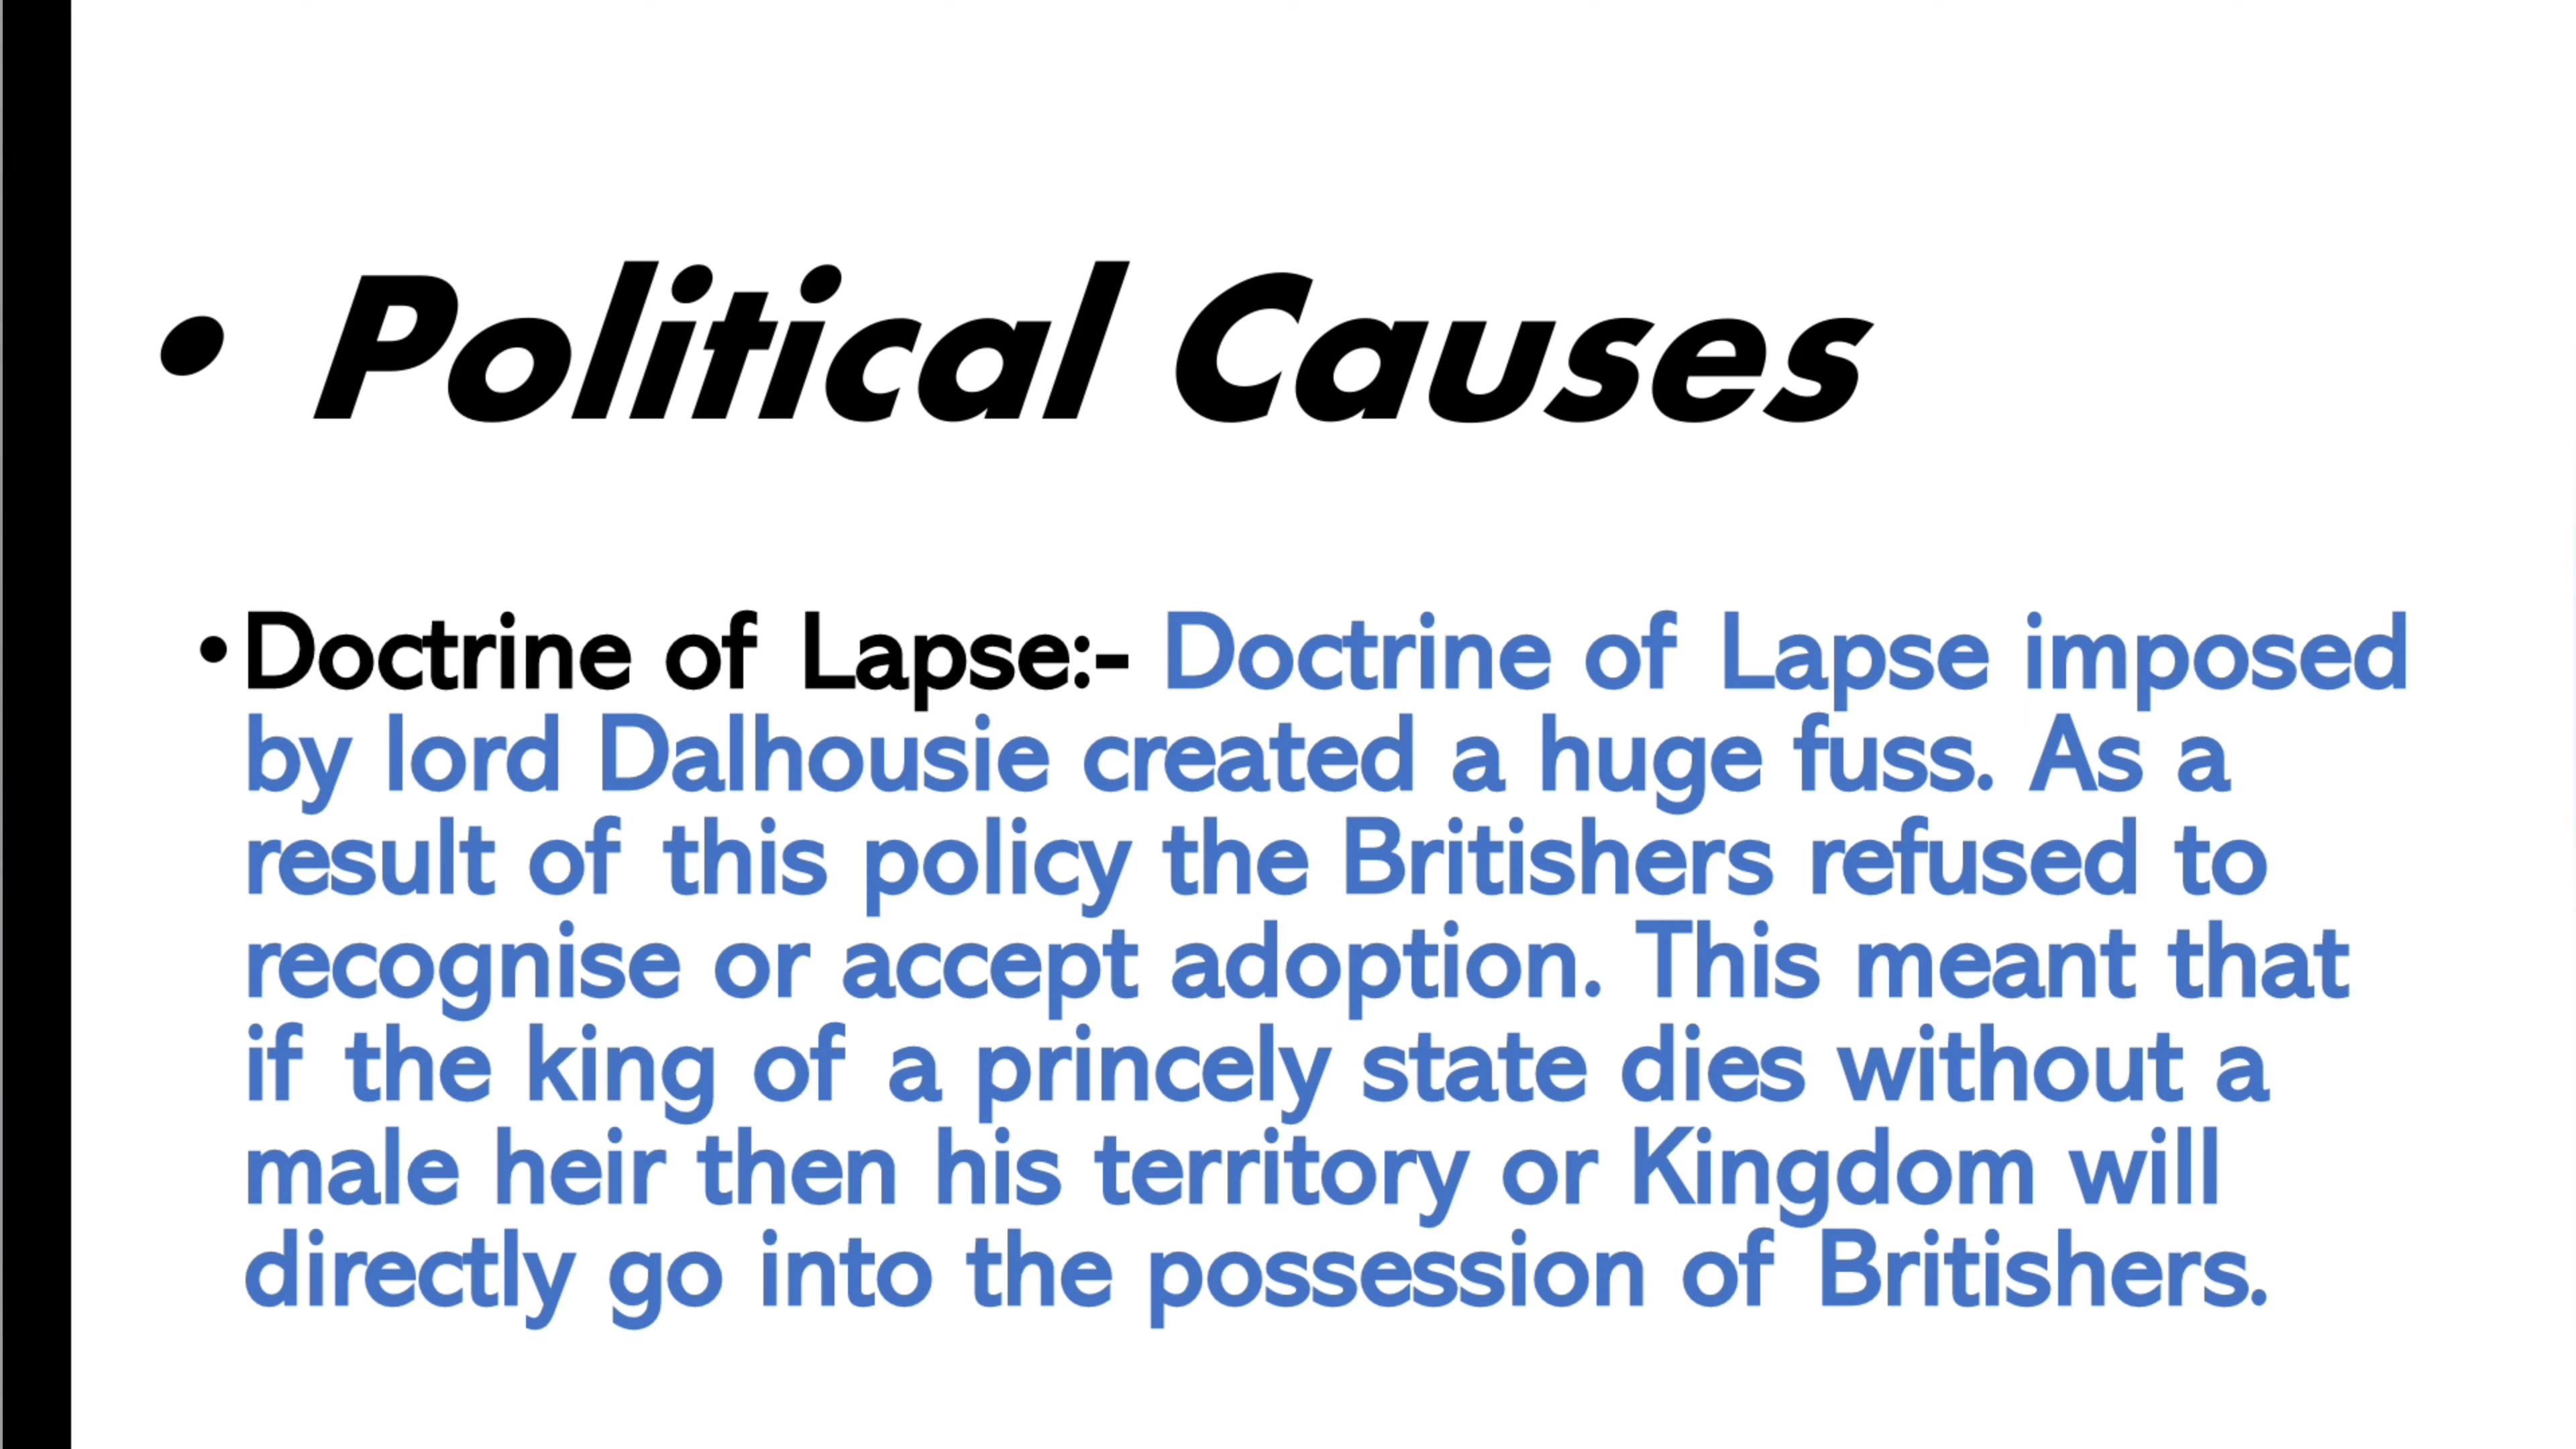 • Political Causes
• Doctrine of Lapse:- Doctrine of Lapse imposed
by lord Dalhousie created a huge fuss. As a
result of this policy the Britishers refused to
recognise or accept adoption. This meant that
if the king of a princely state dies without a
male heir then his territory or Kingdom will
directly go into the possession of Britishers.